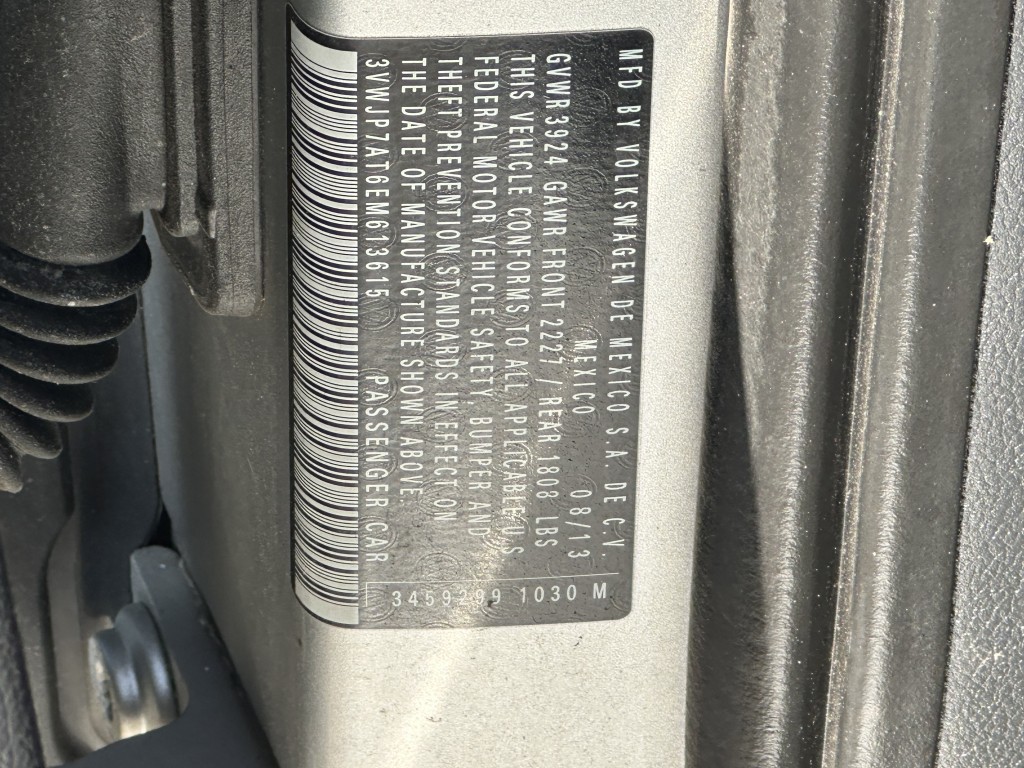 MFD BY VOLKSWAGEN DE MEXICO S.A. DE C.V.
MEXICO 08/13
GVWR 3924 GAWR FRONT 2227 / REAR 1808 LBS
THIS VEHICLE CONFORMS TO ALL APPLICABLE U S
FEDERAL MOTOR VEHICLE SAFETY, BUMPER AND
THEFT PREVENTION STANDARDS IN EFFECT ON
THE DATE OF MANUFACTURE SHOWN ABOVE
3VWJP7AT6EM613615 PASSENGER CAR
3459299 1030 M